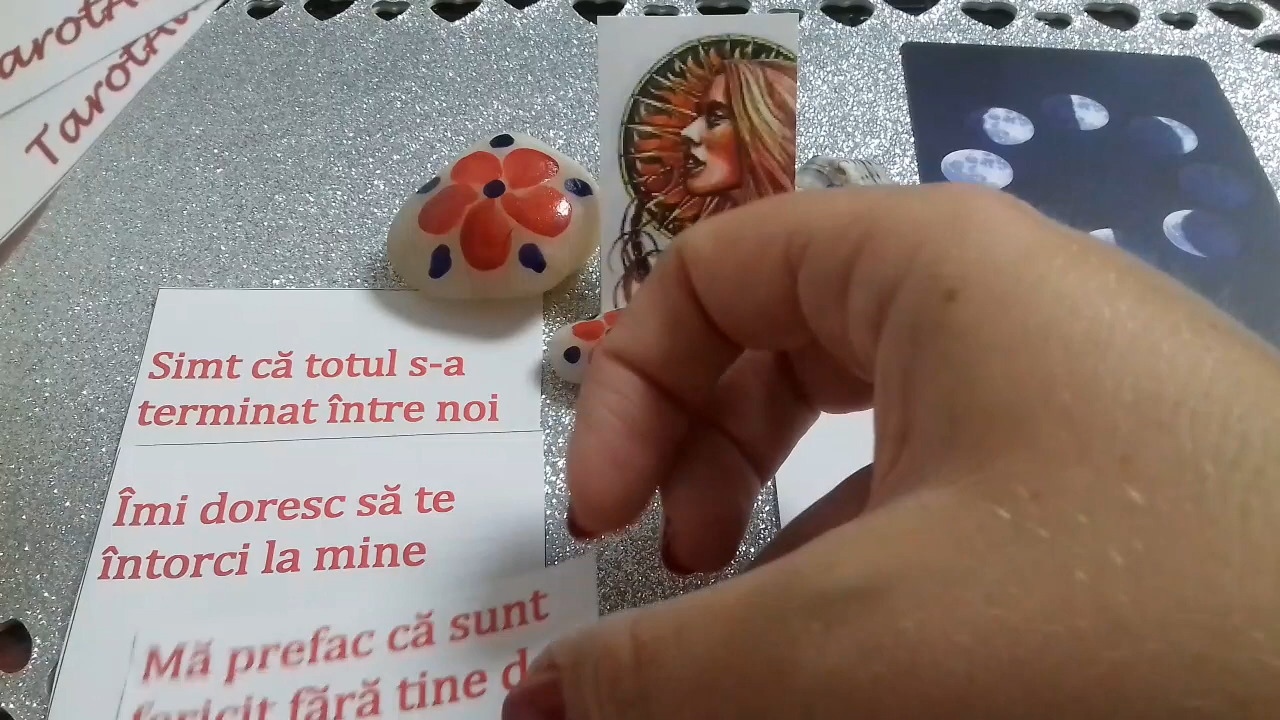 Simt că totul s-a
terminat între noi
Îmi doresc să te
întorci la mine
Mă prefac că sunt
fericit fără tine